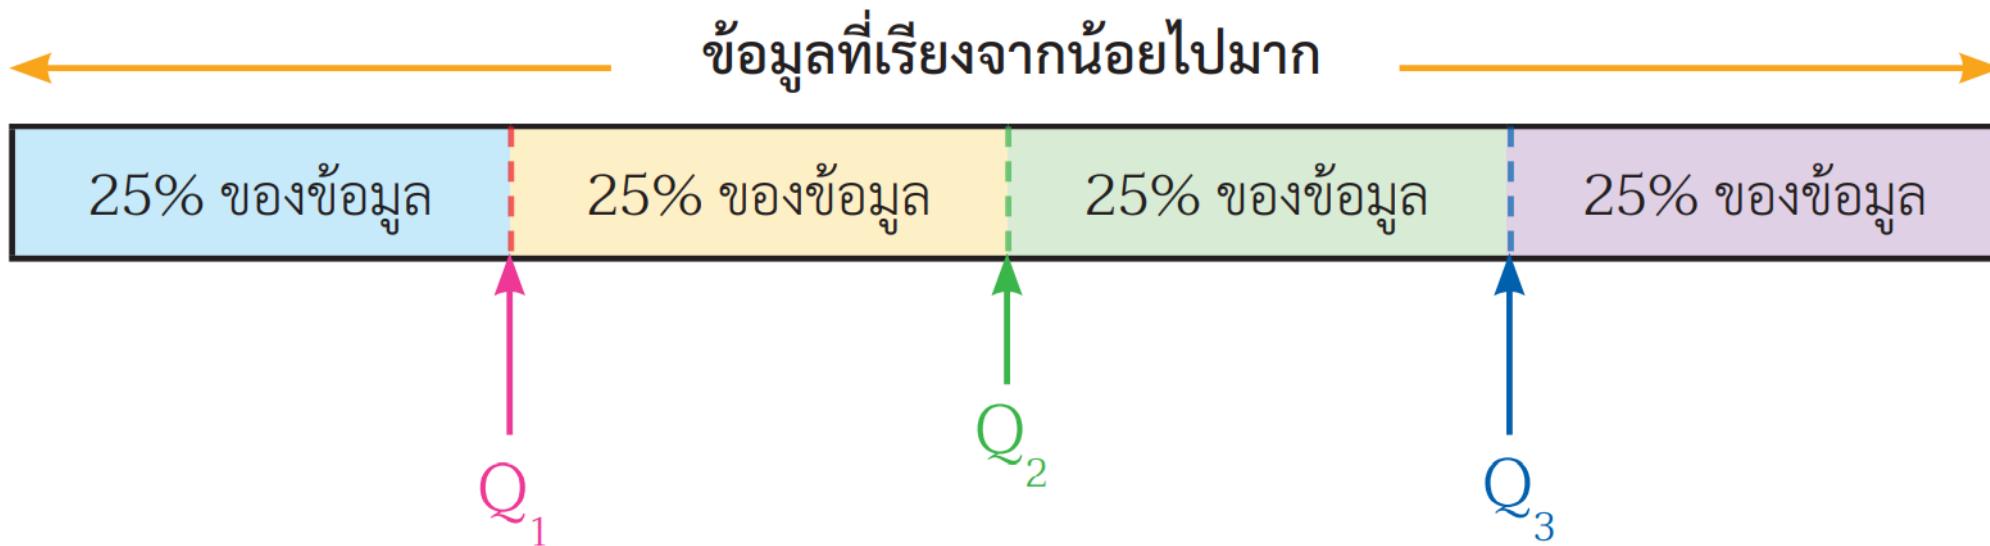 ข้อมูลที่เรียงจากน้อยไปมาก
25% ของข้อมูล 25% ของข้อมูล 25% ของข้อมูล 25% ของข้อมูล
Q₁ Q₂ Q₃